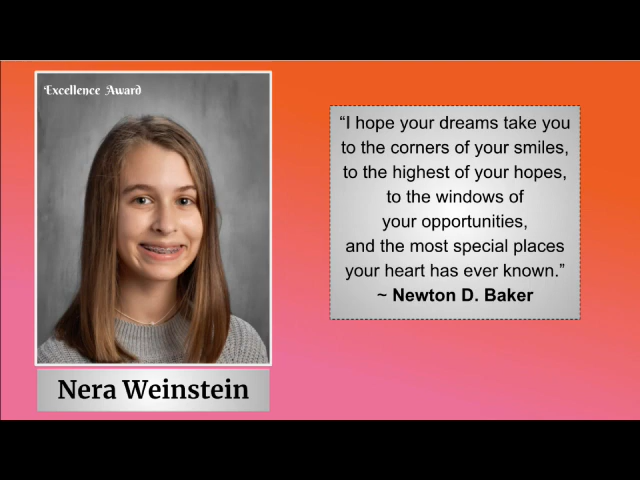 Excellence Award
Nera Weinstein
“I hope your dreams take you
to the corners of your smiles,
to the highest of your hopes,
to the windows of
your opportunities,
and the most special places
your heart has ever known.”
~ Newton D. Baker